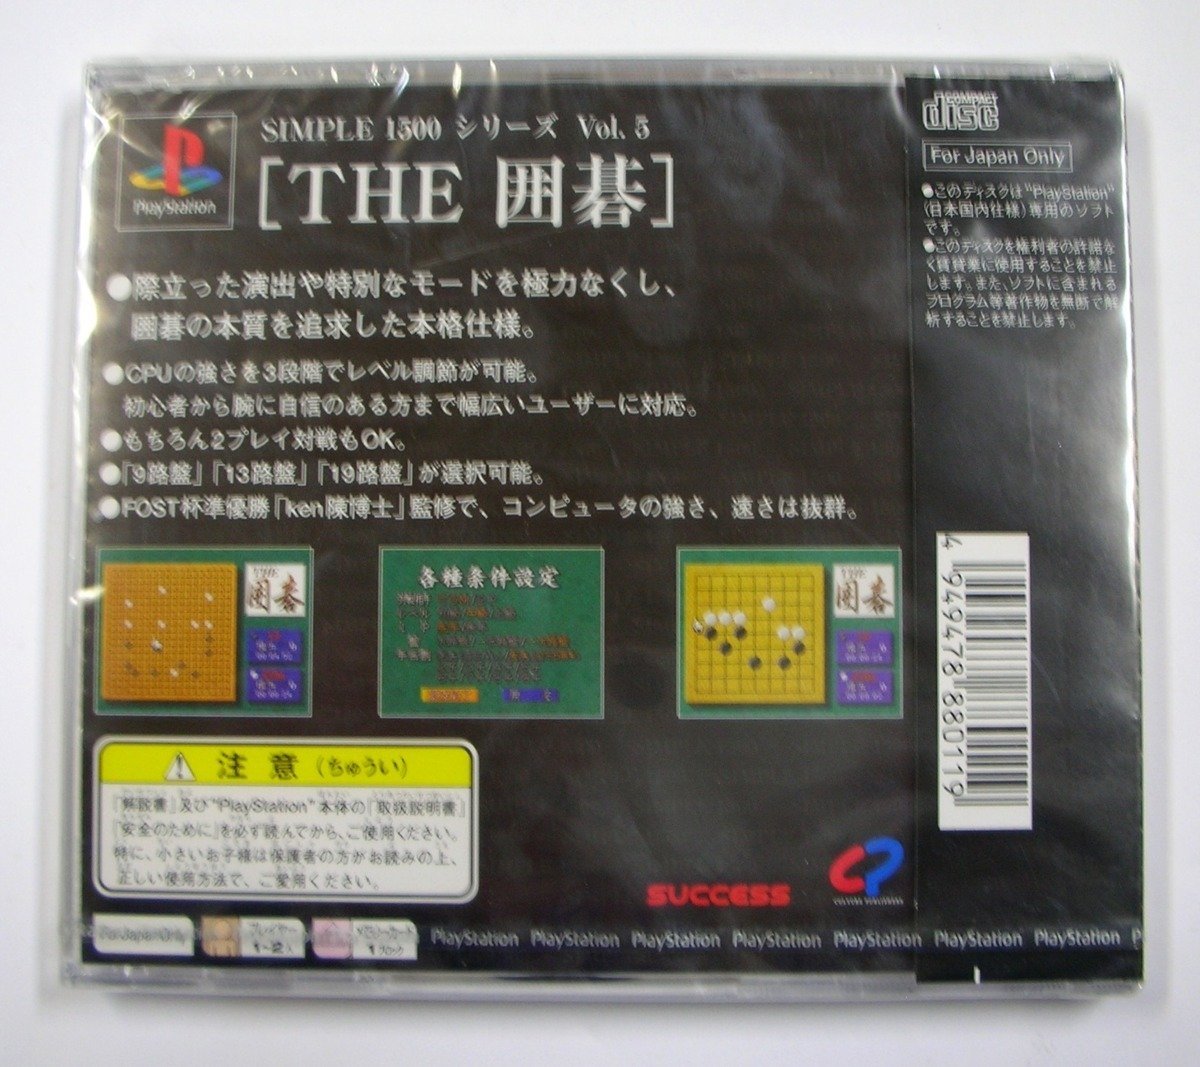 SIMPLE 1500 シリーズ Vol. 5
[THE 囲碁]
PlayStation
●際立った演出や特別なモードを極力なくし、
囲碁の本質を追求した本格仕様。
●CPUの強さを3段階でレベル調節が可能。
初心者から腕に自信のある方まで幅広いユーザーに対応。
●もちろん2プレイ対戦もOK。
●「9路盤」「13路盤」「19路盤」が選択可能。
●FOST杯準優勝「ken陳博士」監修で、コンピュータの強さ、速さは抜群。
THE
囲碁
各種条件設定
THE
囲碁
注意(ちゅうい)
『解説書』及び"PlayStation"本体の『取扱説明書』
『安全のために』を必ず読んでから、ご使用ください。
特に、小さいお子様は保護者の方がお読みの上、
正しい使用方法で、ご愛用ください。
SUCCESS
CP
CULTURE PUBLISHERS
For Japan Only
プレイヤー
1~2人
メモリーカード
1ブロック
PlayStation PlayStation PlayStation PlayStation PlayStation PlayStation PlayStation P
COMPACT
disc
For Japan Only
●このディスクは"PlayStation"
(日本国内仕様)専用のソフト
です。
●このディスクを権利者の許諾な
く賃貸業に使用することを禁止
します。また、ソフトに含まれる
プログラム等著作物を無断で解
析することを禁止します。
4 949478 880119